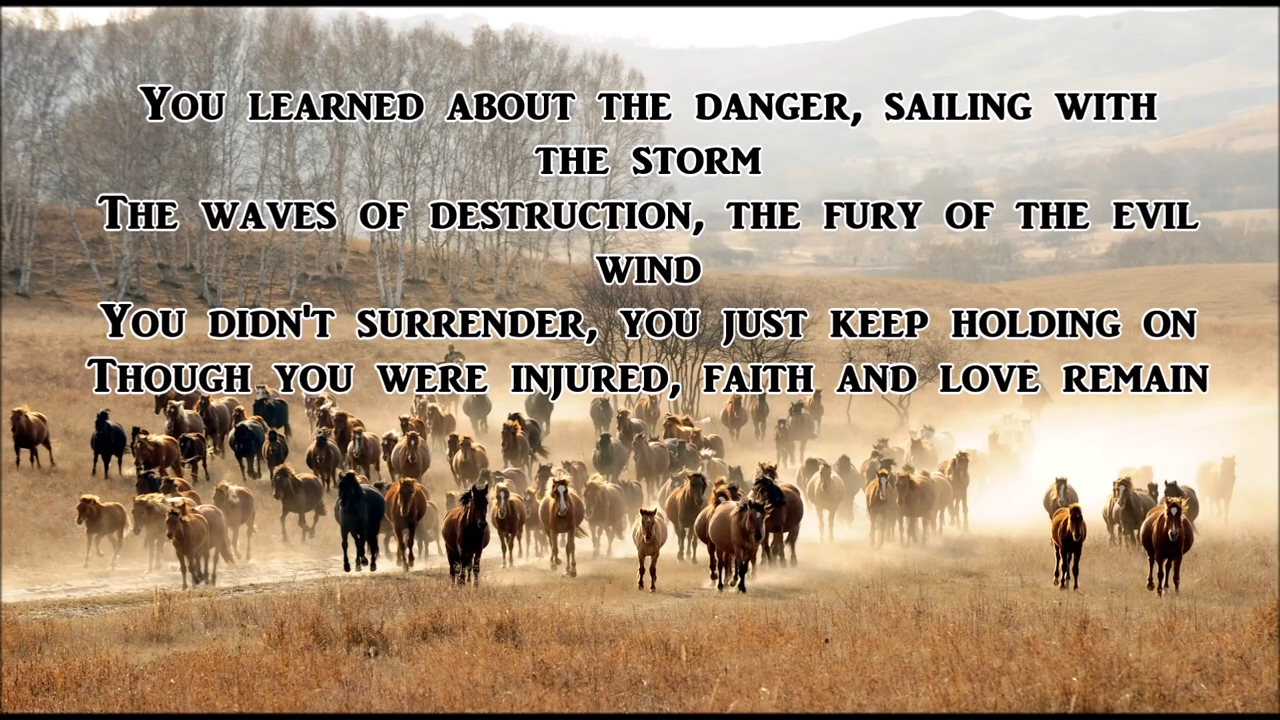 You learned about the danger, sailing with
the storm
The waves of destruction, the fury of the evil
wind
You didn't surrender, you just keep holding on
Though you were injured, faith and love remain